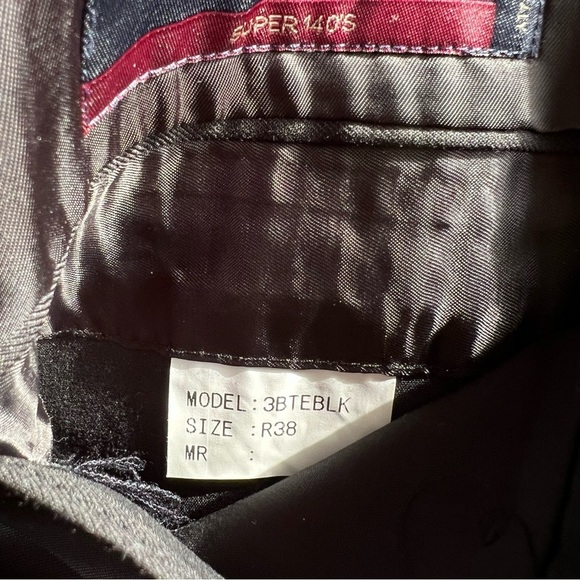 SUPER 140'S
MODEL:3BTEBLK
SIZE :R38
MR :